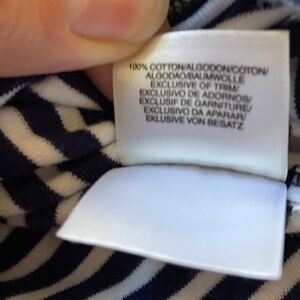 100% COTTON/ALGODON/COTON/
ALGODAO/BAUMWOLLE
EXCLUSIVE OF TRIM/
EXCLUSIVO DE ADORNOS/
EXCLUSIF DE GARNITURE/
EXCLUSIVO DA APARAR/
EKLUSIVE VON BESATZ